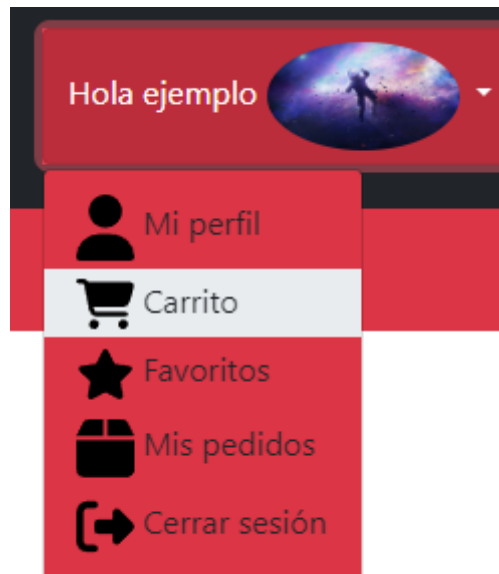 Hola ejemplo
Mi perfil
Carrito
Favoritos
Mis pedidos
Cerrar sesión